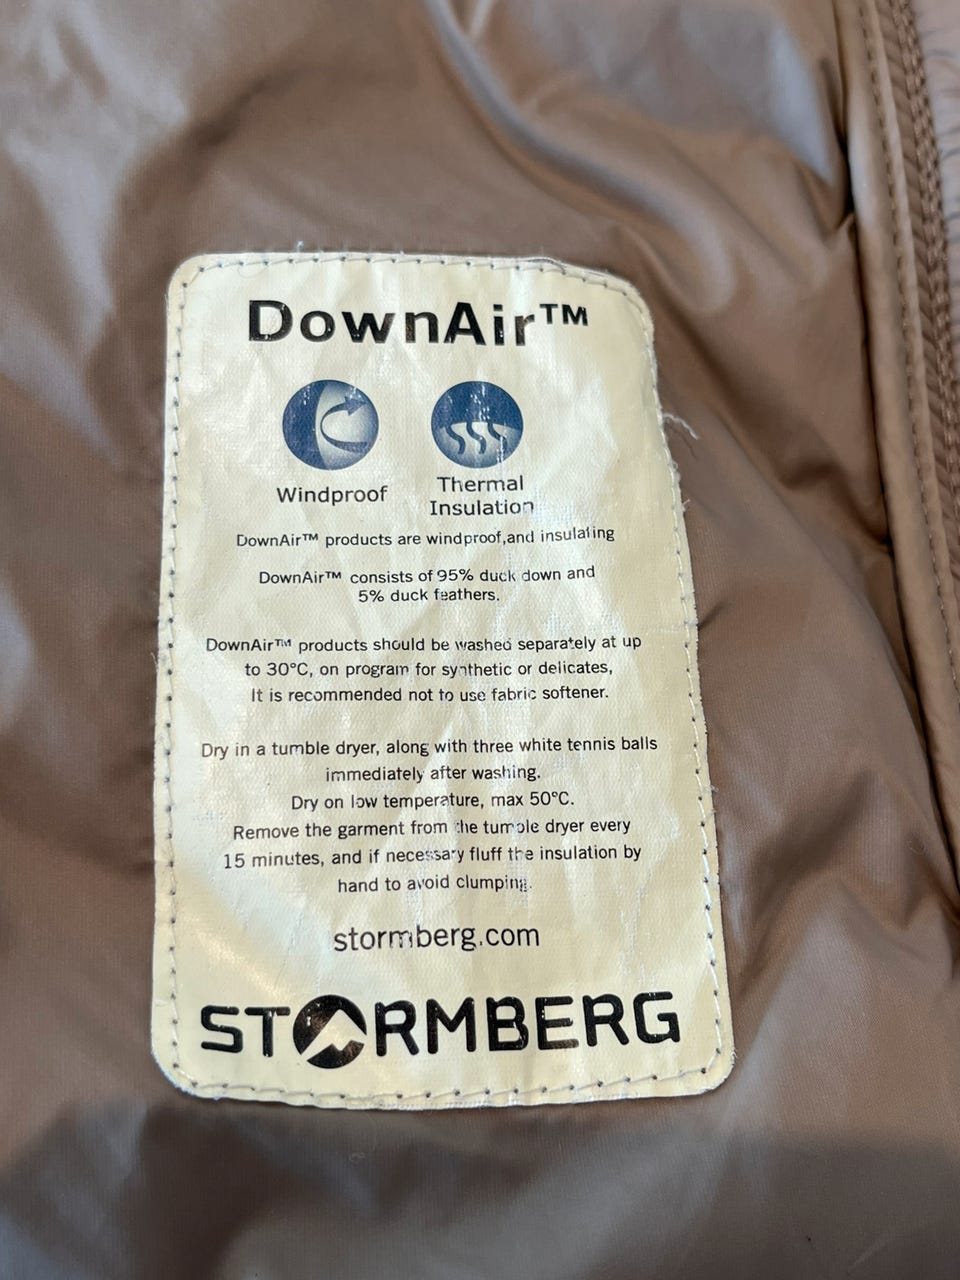 DownAir™
Windproof
Thermal
Insulation
DownAir™ products are windproof,and insulating
DownAir™ consists of 95% duck down and
5% duck feathers.
DownAir™ products should be washed separately at up
to 30°C, on program for synthetic or delicates,
It is recommended not to use fabric softener.
Dry in a tumble dryer, along with three white tennis balls
immediately after washing.
Dry on low temperature, max 50°C.
Remove the garment from the tumble dryer every
15 minutes, and if necessary fluff the insulation by
hand to avoid clumping.
stormberg.com
STORMBERG